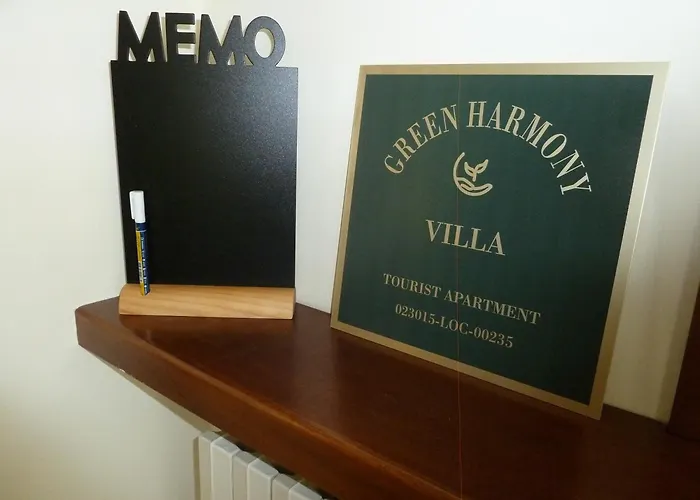 MEMO
GREEN HARMONY
VILLA
TOURIST APARTMENT
023015-LOC-00235